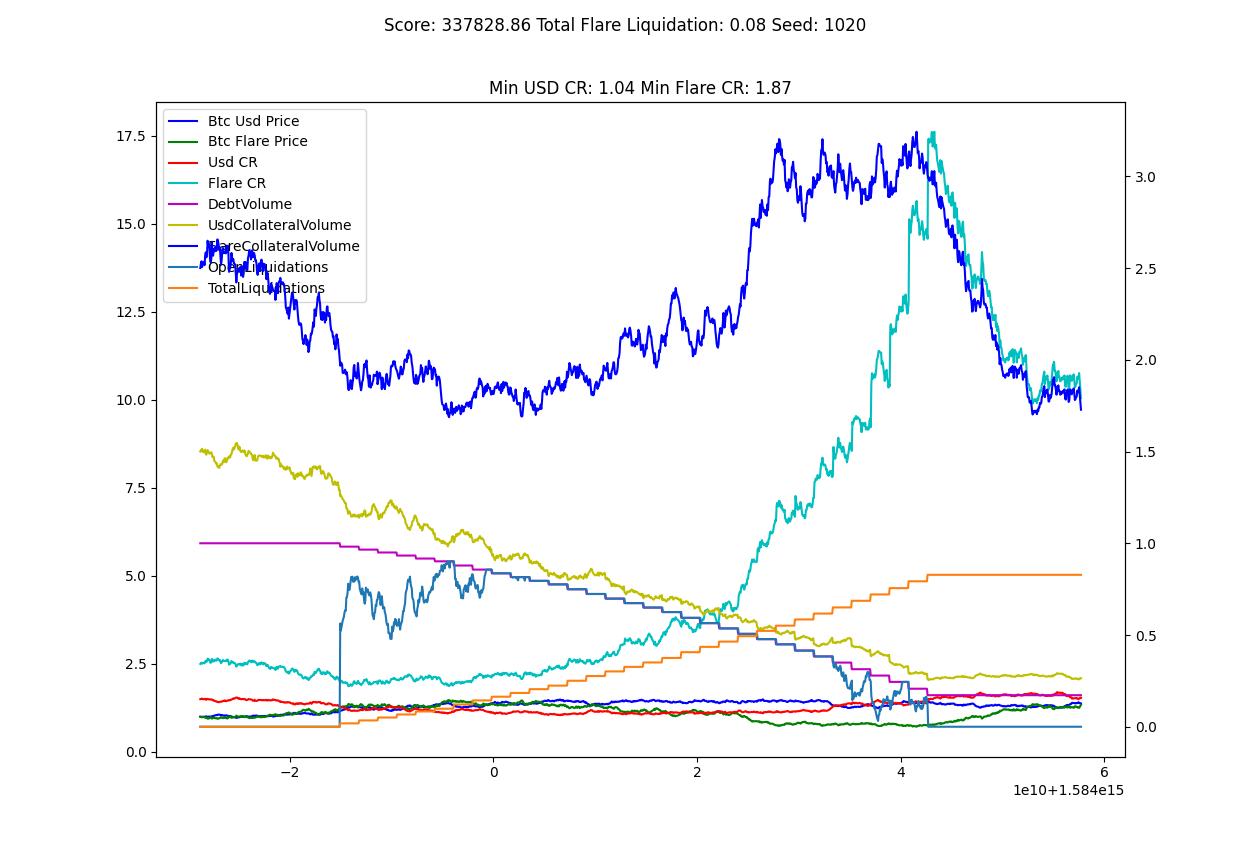 Score: 337828.86 Total Flare Liquidation: 0.08 Seed: 1020
Min USD CR: 1.04 Min Flare CR: 1.87
Btc Usd Price
Btc Flare Price
Usd CR
Flare CR
DebtVolume
UsdCollateralVolume
FlareCollateralVolume
OpenLiquidations
TotalLiquidations
17.5
15.0
12.5
10.0
7.5
5.0
2.5
0.0
3.0
2.5
2.0
1.5
1.0
0.5
0.0
−2 0 2 4 6
1e10+1.584e15